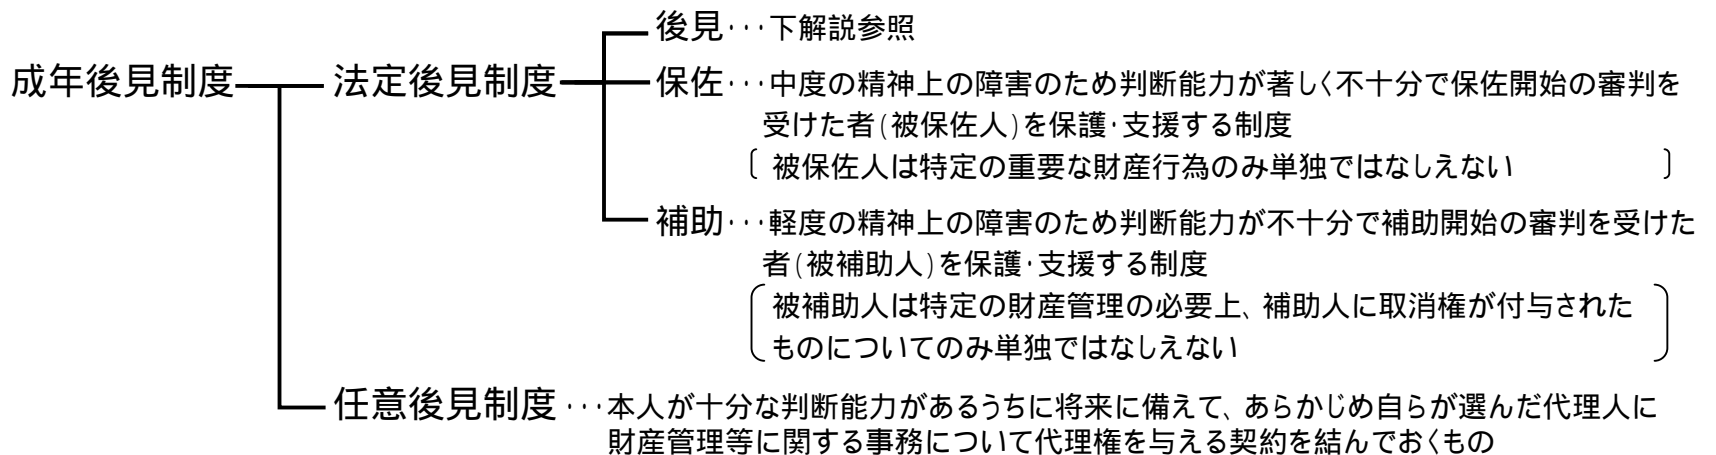 後見･･･下解説参照
成年後見制度 法定後見制度 保佐･･･中度の精神上の障害のため判断能力が著しく不十分で保佐開始の審判を
受けた者(被保佐人)を保護･支援する制度
〔 被保佐人は特定の重要な財産行為のみ単独ではなしえない 〕
補助･･･軽度の精神上の障害のため判断能力が不十分で補助開始の審判を受けた
者(被補助人)を保護･支援する制度
被補助人は特定の財産管理の必要上、補助人に取消権が付与された
ものについてのみ単独ではなしえない
任意後見制度･･･本人が十分な判断能力があるうちに将来に備えて、あらかじめ自らが選んだ代理人に
財産管理等に関する事務について代理権を与える契約を結んでおくもの